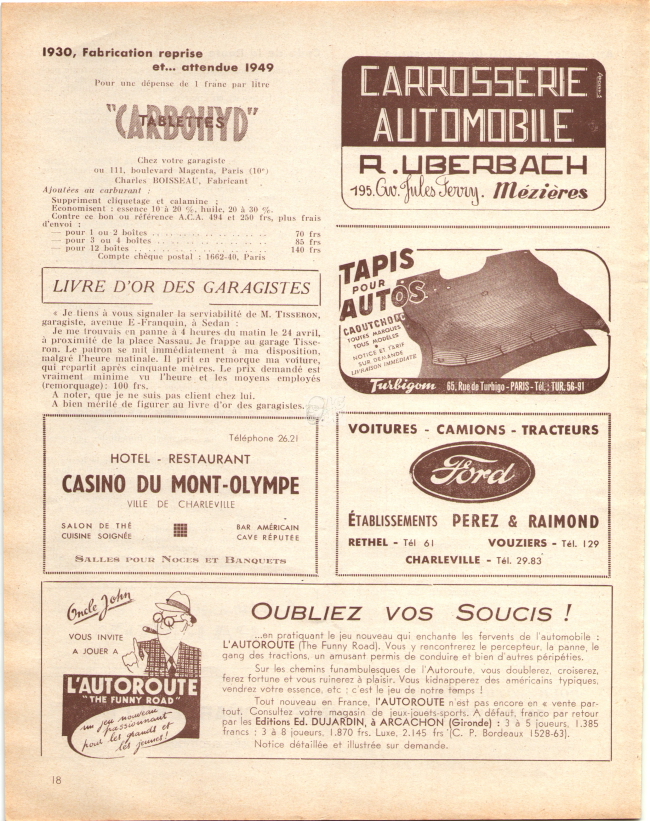 1930, Fabrication reprise
et... attendue 1949
Pour une dépense de 1 franc par litre
TABLETTES
"CARBOHYD"
Chez votre garagiste
ou 111, boulevard Magenta, Paris (10e)
Charles BOISSEAU, Fabricant
Ajoutées au carburant :
Suppriment cliquetage et calamine ;
Economisent : essence 10 à 20 %, huile, 20 à 30 %.
Contre ce bon ou référence A.C.A. 494 et 250 frs, plus frais
d'envoi :
— pour 1 ou 2 boîtes .......... 70 frs
— pour 3 ou 4 boîtes .......... 85 frs
— pour 12 boîtes .......... 140 frs
Compte chèque postal : 1662-40, Paris
LIVRE D'OR DES GARAGISTES
« Je tiens à vous signaler la serviabilité de M. TISSERON,
garagiste, avenue E-Franquin, à Sedan :
Je me trouvais en panne à 4 heures du matin le 24 avril,
à proximité de la place Nassau. Je frappe au garage Tisse-
ron. Le patron se mit immédiatement à ma disposition,
malgré l'heure matinale. Il prit en remorque ma voiture,
qui repartit après cinquante mètres. Le prix demandé est
vraiment minime vu l'heure et les moyens employés
(remorquage): 100 frs.
A noter, que je ne suis pas client chez lui.
A bien mérité de figurer au livre d'or des garagistes.
CARROSSERIE
AUTOMOBILE
R. UBERBACH
195, Av. Jules Ferry. Mézières
TAPIS
POUR
AUTOS
CAOUTCHOUC
TOUTES MARQUES
TOUS MODÈLES
NOTICE ET TARIF
SUR DEMANDE
LIVRAISON IMMÉDIATE
Turbigom 65, Rue de Turbigo - PARIS - Tél. : TUR. 56-91
Téléphone 26.21
HOTEL - RESTAURANT
CASINO DU MONT-OLYMPE
VILLE DE CHARLEVILLE
SALON DE THÉ
CUISINE SOIGNÉE
BAR AMÉRICAIN
CAVE RÉPUTÉE
SALLES POUR NOCES ET BANQUETS
VOITURES - CAMIONS - TRACTEURS
Ford
ÉTABLISSEMENTS PEREZ & RAIMOND
RETHEL - Tél 61 VOUZIERS - Tél. 129
CHARLEVILLE - Tél. 29.83
Oncle John
VOUS INVITE
A JOUER A
L'AUTOROUTE
"THE FUNNY ROAD"
un jeu nouveau
passionnant
pour les grands et
les jeunes!
OUBLIEZ VOS SOUCIS !
...en pratiquant le jeu nouveau qui enchante les fervents de l'automobile :
L'AUTOROUTE (The Funny Road). Vous y rencontrerez le percepteur, la panne, le
gang des tractions, un amusant permis de conduire et bien d'autres péripéties.
Sur les chemins funambulesques de l'Autoroute, vous doublerez, croiserez,
ferez fortune et vous ruinerez à plaisir. Vous kidnapperez des américains typiques,
vendrez votre essence, etc ; c'est le jeu de notre temps !
Tout nouveau en France, l'AUTOROUTE n'est pas encore en « vente par-
tout. Consultez votre magasin de jeux-jouets-sports. A défaut, franco par retour
par les Editions Ed. DUJARDIN, à ARCACHON (Gironde) : 3 à 5 joueurs, 1.385
francs ; 3 à 8 joueurs, 1.870 frs. Luxe, 2.145 frs (C. P. Bordeaux 1528-63).
Notice détaillée et illustrée sur demande.
18